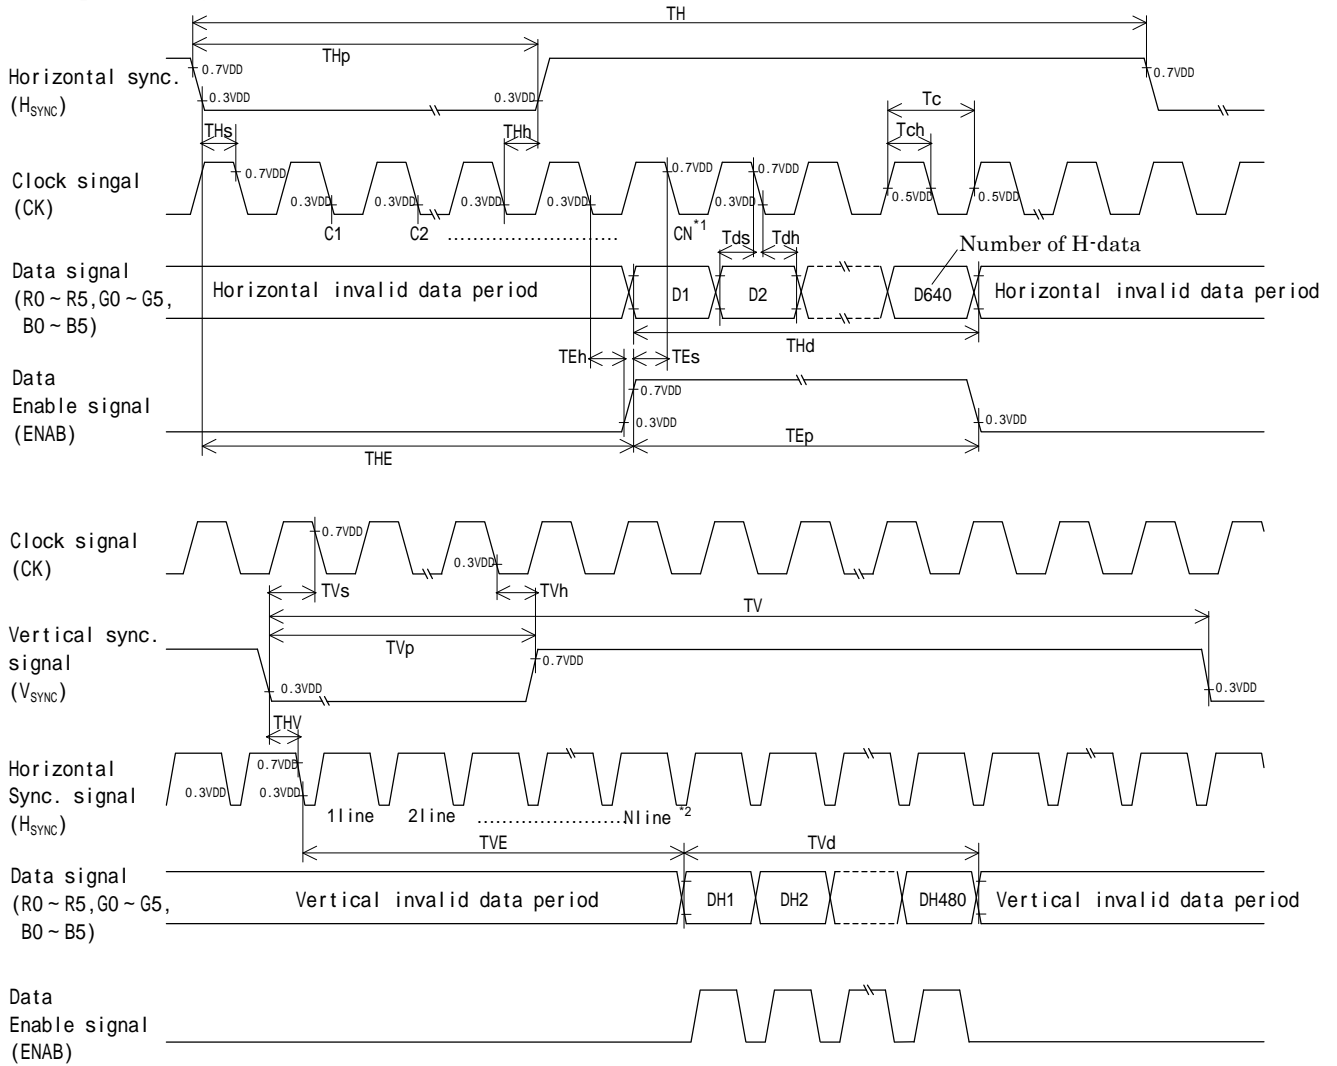 TH
THp
Horizontal sync.
(HSYNC)
0.7VDD
0.3VDD
0.3VDD
0.7VDD
THs
THh
Tc
Tch
Clock singal
(CK)
0.7VDD
0.3VDD
0.3VDD
0.3VDD
0.3VDD
0.7VDD
0.3VDD
0.7VDD
0.5VDD
0.5VDD
C1
C2
CN*1
Tds
Tdh
Number of H-data
Data signal
(R0~R5,G0~G5,
B0~B5)
Horizontal invalid data period
D1
D2
D640
Horizontal invalid data period
THd
TEh
TEs
Data
Enable signal
(ENAB)
0.7VDD
0.3VDD
0.3VDD
THE
TEp
Clock signal
(CK)
0.7VDD
0.3VDD
TVs
TVh
TV
Vertical sync.
signal
(VSYNC)
TVp
0.7VDD
0.3VDD
0.3VDD
THV
Horizontal
Sync. signal
(HSYNC)
0.3VDD
0.7VDD
0.3VDD
1line
2line
Nline *2
TVE
TVd
Data signal
(R0~R5,G0~G5,
B0~B5)
Vertical invalid data period
DH1
DH2
DH480
Vertical invalid data period
Data
Enable signal
(ENAB)